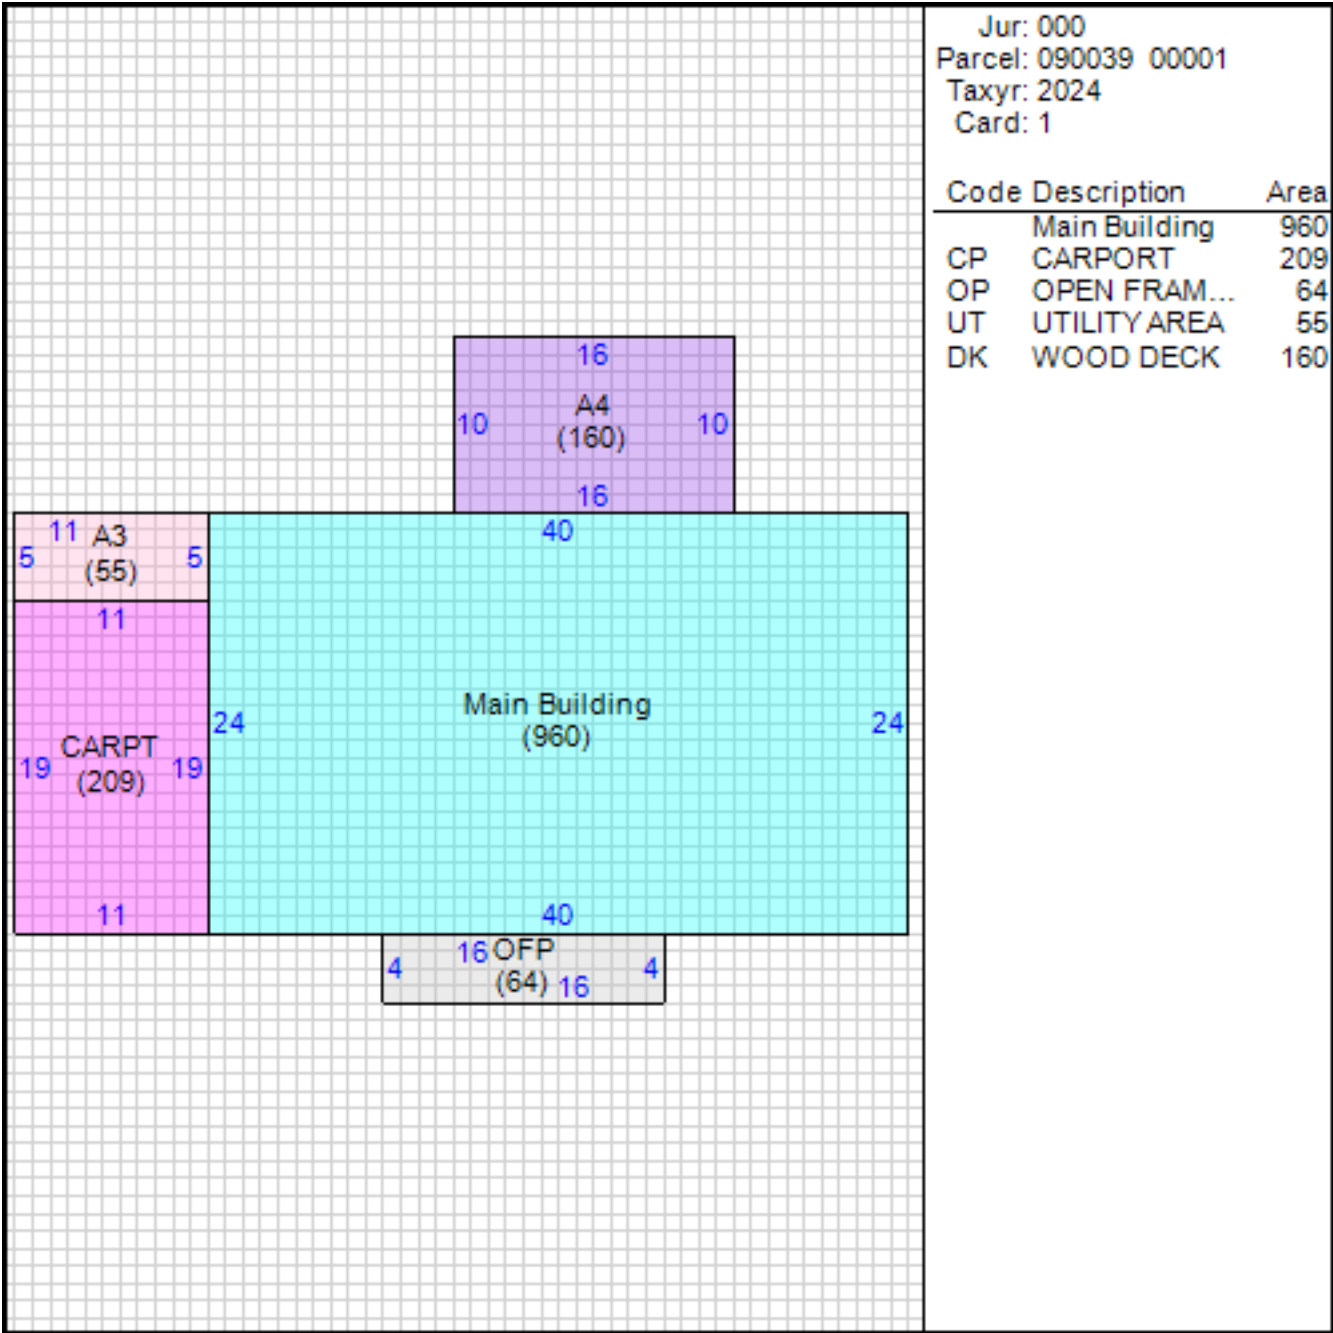 Jur: 000
Parcel: 090039 00001
Taxyr: 2024
Card: 1
Code Description Area
Main Building 960
CP CARPORT 209
OP OPEN FRAM... 64
UT UTILITY AREA 55
DK WOOD DECK 160
16
A4
10 10
(160)
16
11 A3 40
5 5
(55)
11
Main Building
24 24
(960)
CARPT
19 19
(209)
11 40
16 OFP
4 4
(64) 16